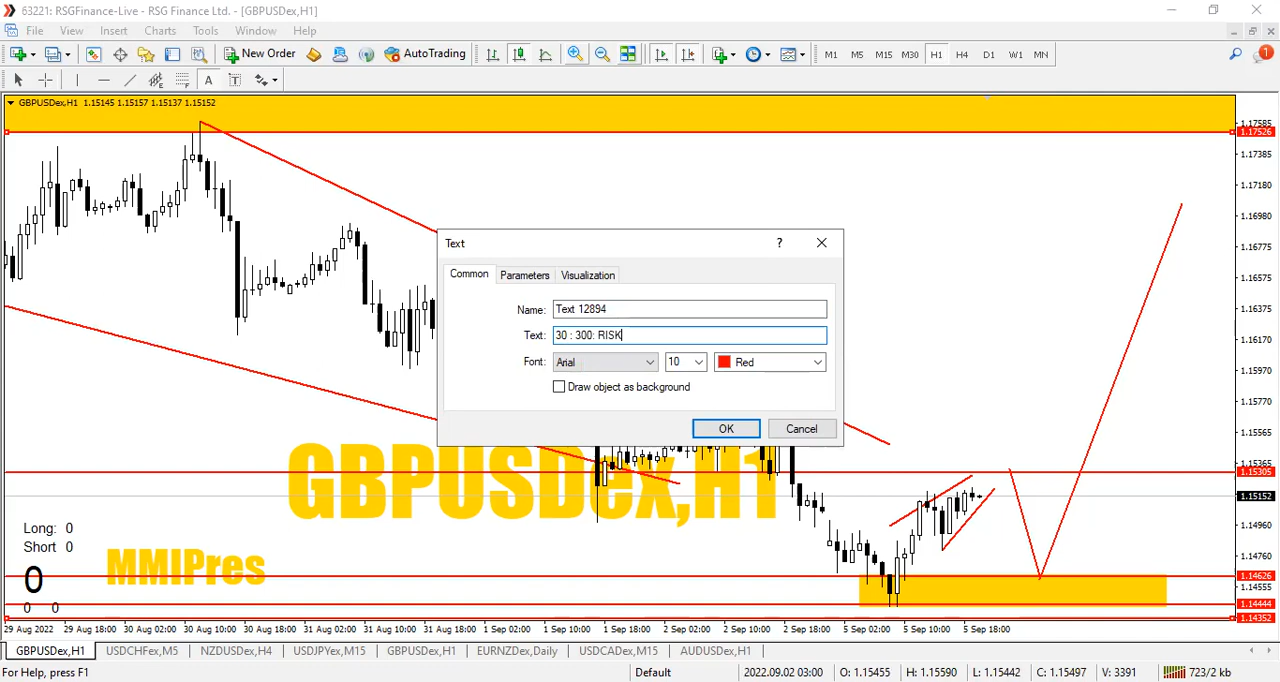 63221: RSGFinance-Live - RSG Finance Ltd. - [GBPUSDex,H1]
File View Insert Charts Tools Window Help
New Order AutoTrading M1 M5 M15 M30 H1 H4 D1 W1 MN 1
A T
GBPUSDex,H1 1.15145 1.15157 1.15137 1.15152
1.17585
1.17526
1.17385
1.17180
1.16980
1.16775
1.16575
1.16375
1.16170
1.15970
1.15770
1.15565
1.15365
1.15305
1.15152
1.14960
1.14760
1.14626
1.14555
1.14444
1.14352
Text ? X
Common Parameters Visualization
Name: Text 12894
Text: 30 : 300: RISK
Font: Arial 10 Red
Draw object as background
OK Cancel
GBPUSDex,H1
Long: 0
Short 0
MMIPres
0
0 0
29 Aug 2022 29 Aug 18:00 30 Aug 02:00 30 Aug 10:00 30 Aug 18:00 31 Aug 02:00 31 Aug 10:00 31 Aug 18:00 1 Sep 02:00 1 Sep 10:00 1 Sep 18:00 2 Sep 02:00 2 Sep 10:00 2 Sep 18:00 5 Sep 02:00 5 Sep 10:00 5 Sep 18:00
GBPUSDex,H1 USDCHFex,M5 NZDUSDex,H4 USDJPYex,M15 GBPUSDex,H1 EURNZDex,Daily USDCADex,M15 AUDUSDex,H1
For Help, press F1 Default 2022.09.02 03:00 O: 1.15455 H: 1.15590 L: 1.15442 C: 1.15497 V: 3391 723/2 kb